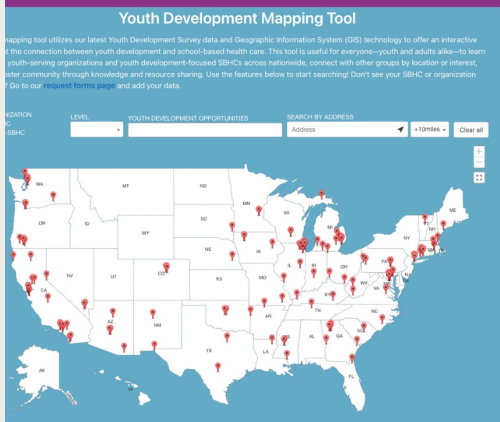 Youth Development Mapping Tool
mapping tool utilizes our latest Youth Development Survey data and Geographic Information System (GIS) technology to offer an interactive
t the connection between youth development and school-based health care. This tool is useful for everyone—youth and adults alike—to learn
youth-serving organizations and youth development-focused SBHCs across nationwide, connect with other groups by location or interest,
ster community through knowledge and resource sharing. Use the features below to start searching! Don't see your SBHC or organization
? Go to our request forms page and add your data.
NIZATION
LEVEL
YOUTH DEVELOPMENT OPPORTUNITIES
SEARCH BY ADDRESS
-SBHC
Address
+10miles
Clear all
WA
MT
ND
MN
ME
OR
ID
SD
WI
MI
NH
WY
NY
NE
IA
PA
NV
UT
CO
KS
MO
IL
IN
OH
WV
VA
CA
KY
AZ
NM
AR
TN
NC
SC
TX
LA
AL
GA
FL
AK